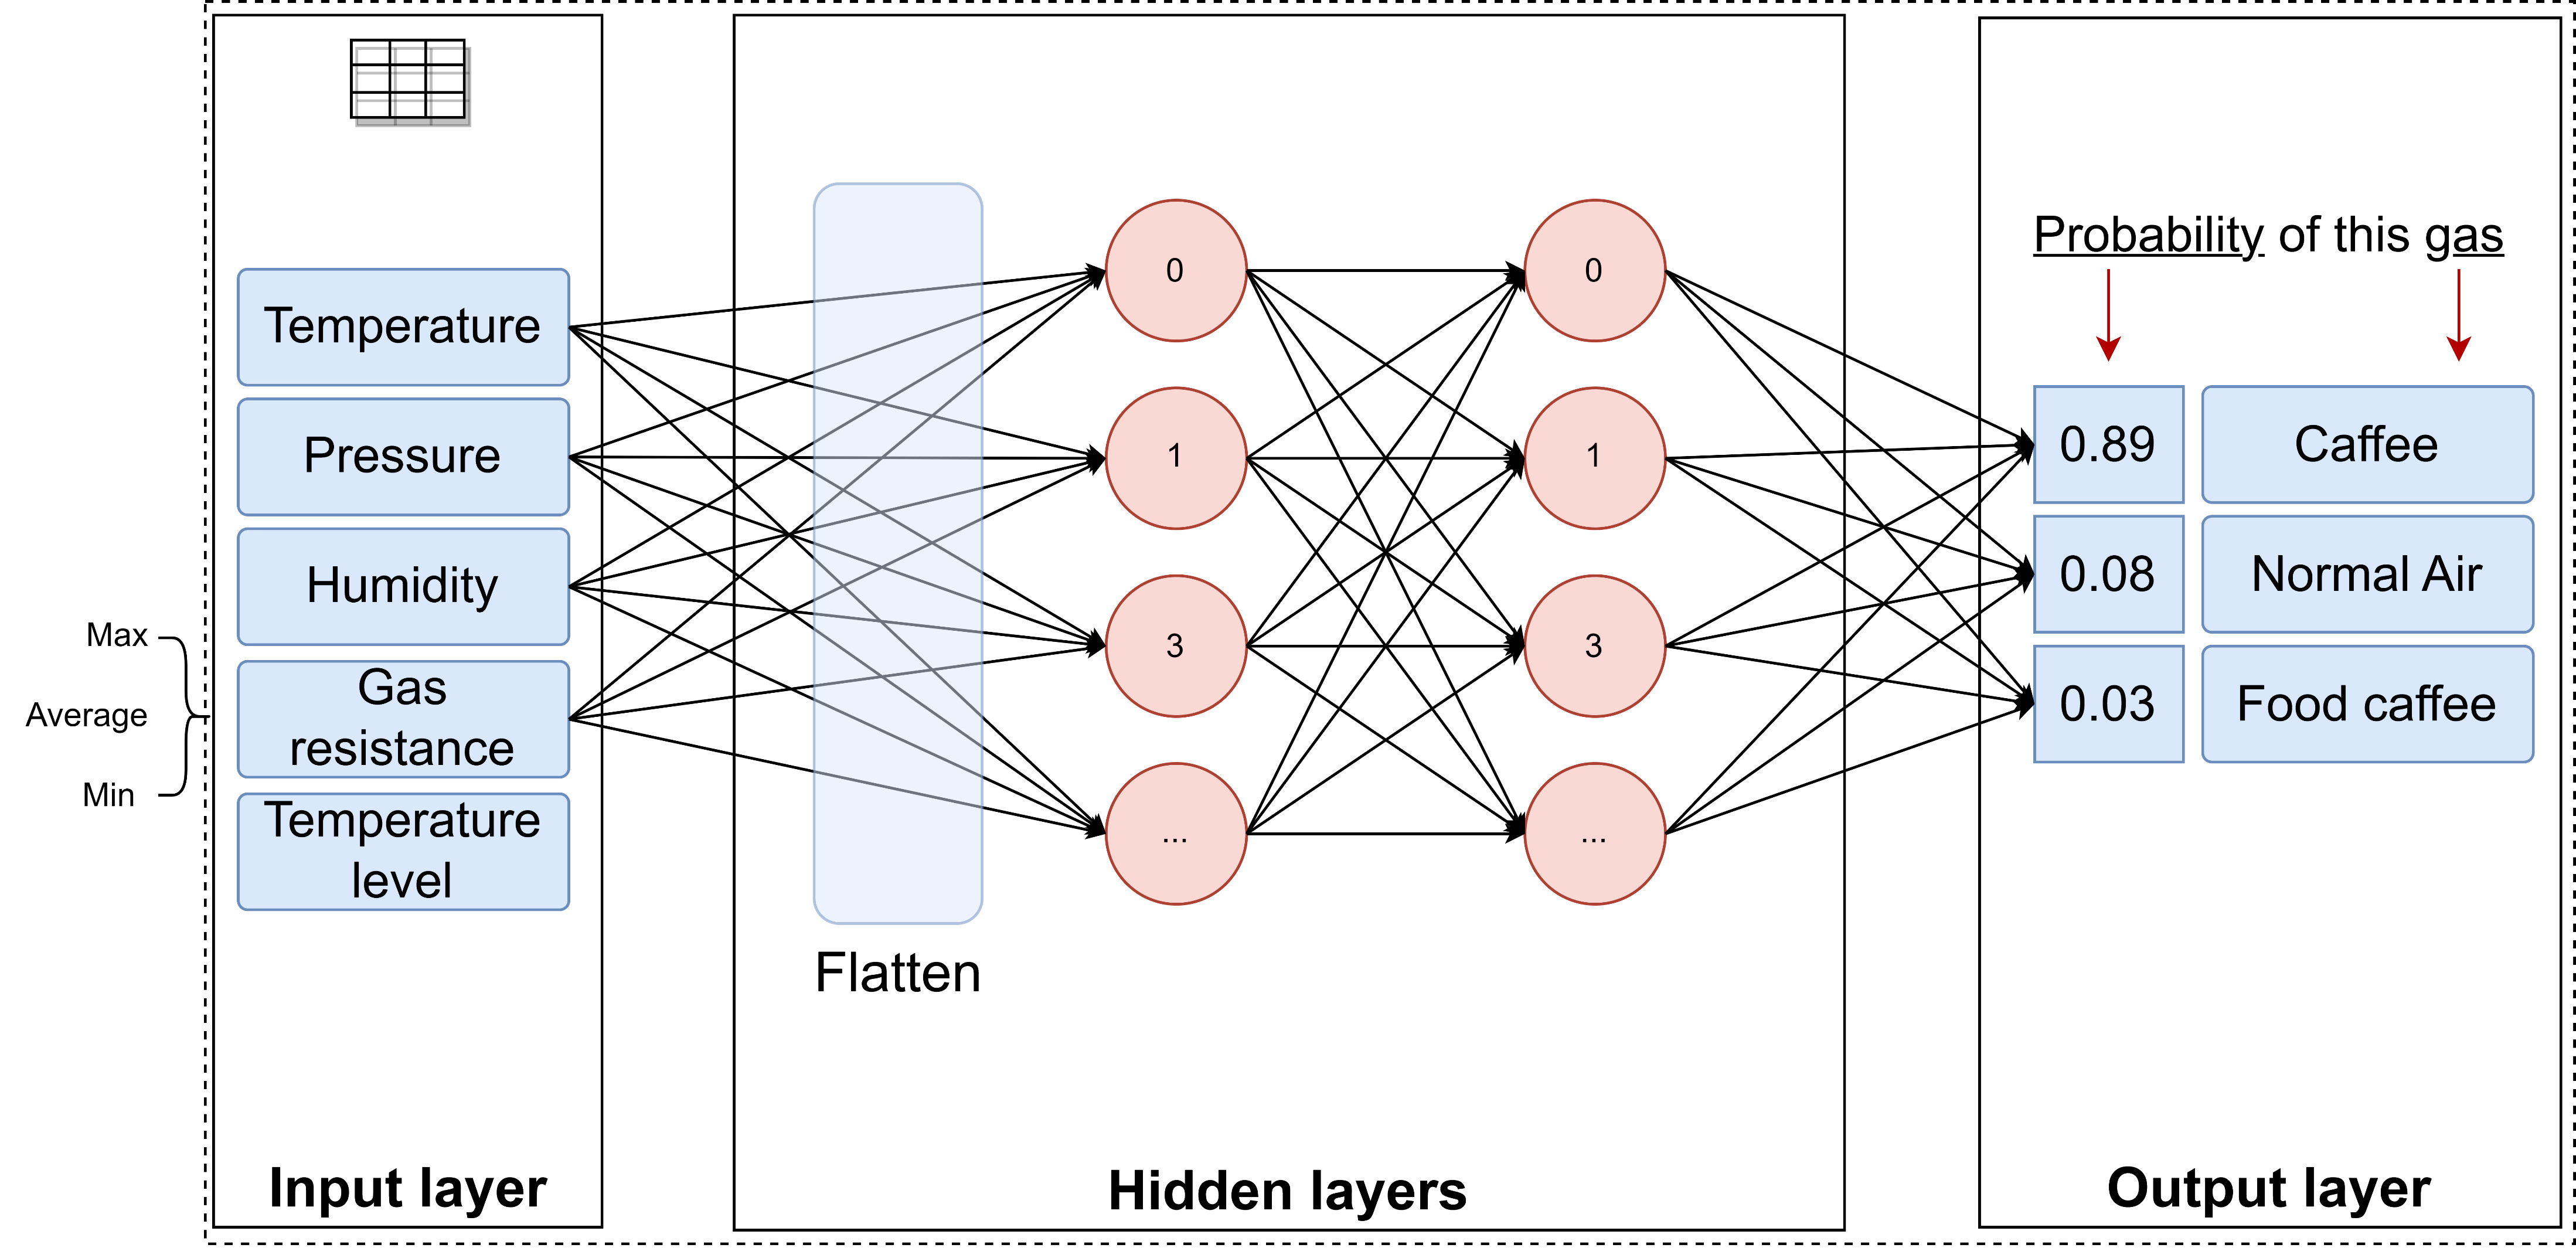 Temperature
Pressure
Humidity
Gas
resistance
Temperature
level
Max
Average
Min
Input layer
Flatten
0
1
3
...
0
1
3
...
Hidden layers
Probability of this gas
0.89 Caffee
0.08 Normal Air
0.03 Food caffee
Output layer